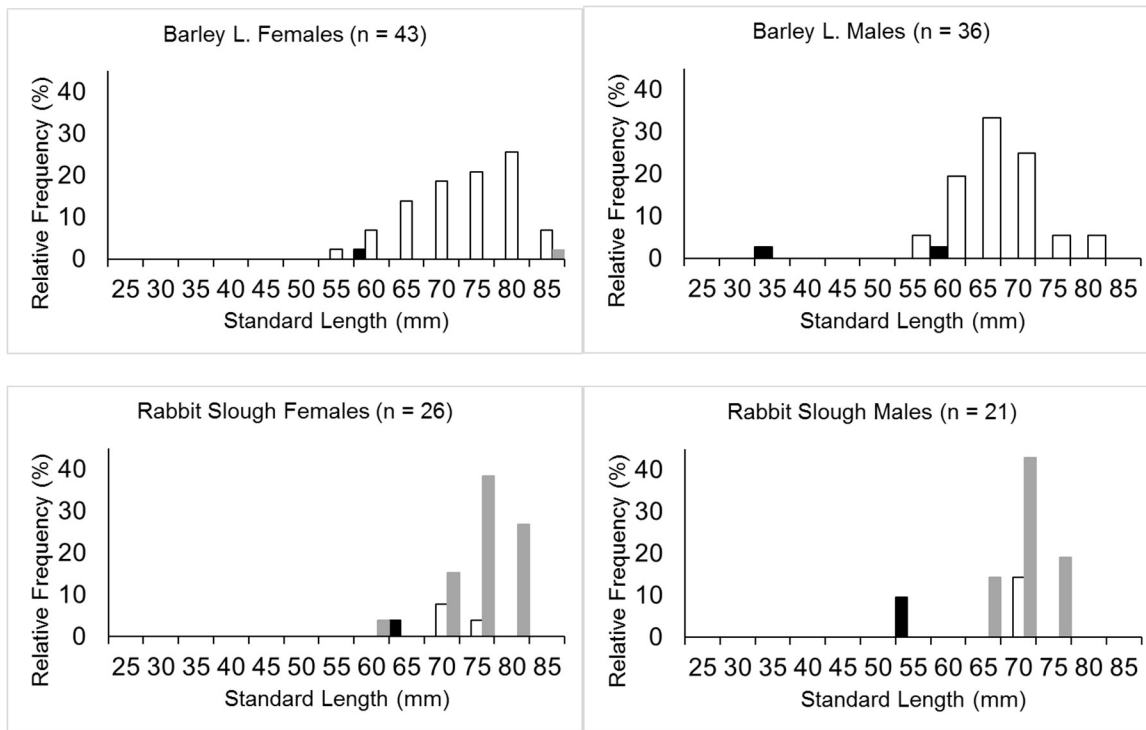 Barley L. Females (n = 43)
Relative Frequency (%)
40
30
20
10
0
25 30 35 40 45 50 55 60 65 70 75 80 85
Standard Length (mm)
Barley L. Males (n = 36)
Relative Frequency (%)
40
30
20
10
0
25 30 35 40 45 50 55 60 65 70 75 80 85
Standard Length (mm)
Rabbit Slough Females (n = 26)
Relative Frequency (%)
40
30
20
10
0
25 30 35 40 45 50 55 60 65 70 75 80 85
Standard Length (mm)
Rabbit Slough Males (n = 21)
Relative Frequency (%)
40
30
20
10
0
25 30 35 40 45 50 55 60 65 70 75 80 85
Standard Length (mm)